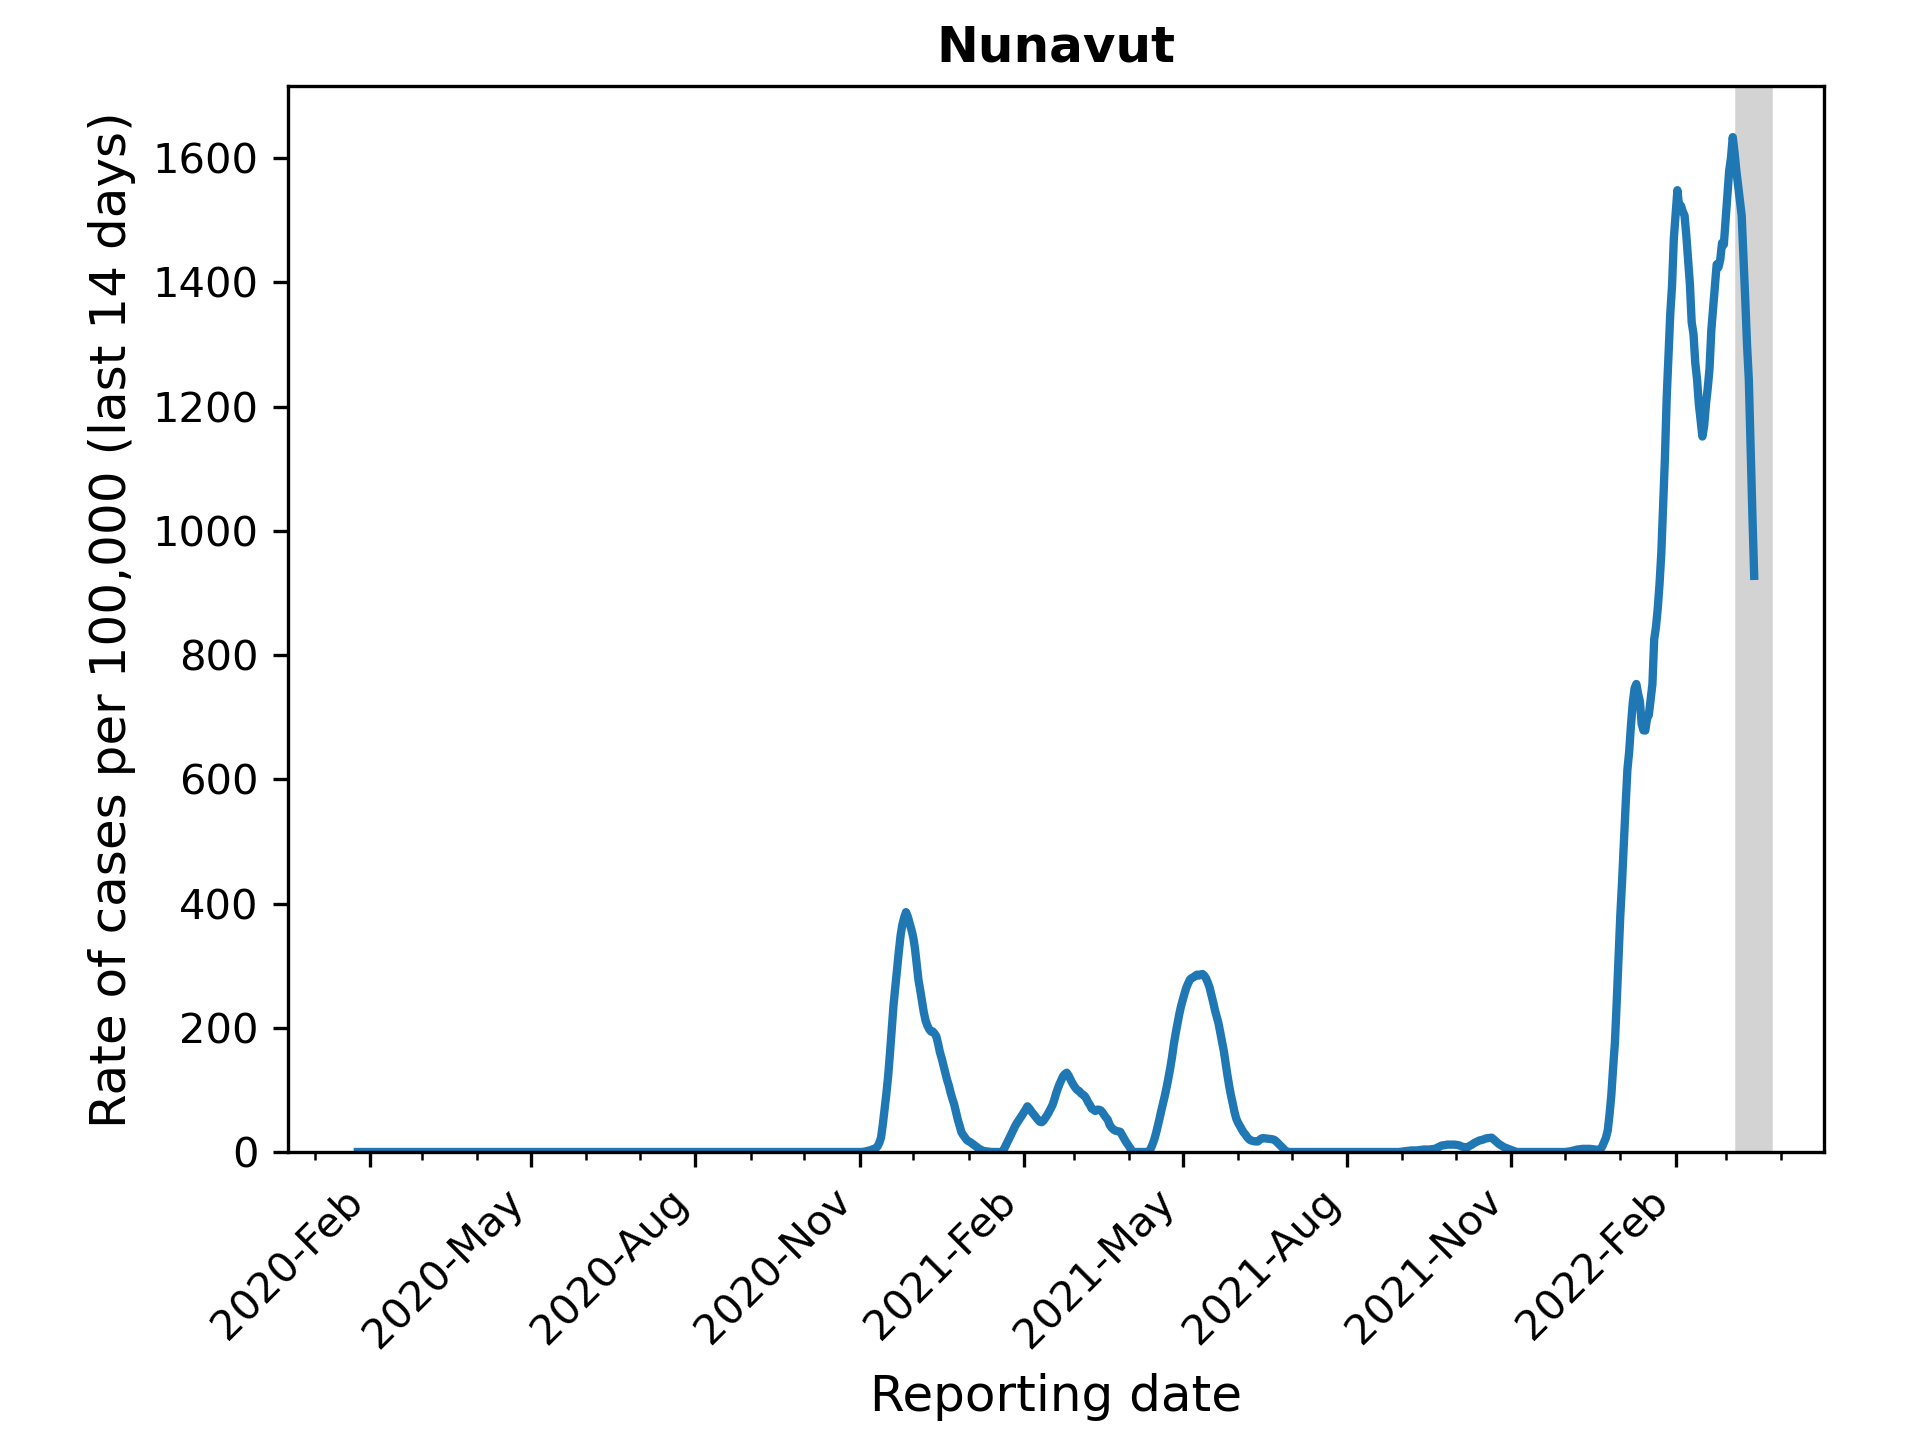 Nunavut
Rate of cases per 100,000 (last 14 days)
1600
1400
1200
1000
800
600
400
200
0
2020-Feb
2020-May
2020-Aug
2020-Nov
2021-Feb
2021-May
2021-Aug
2021-Nov
2022-Feb
Reporting date